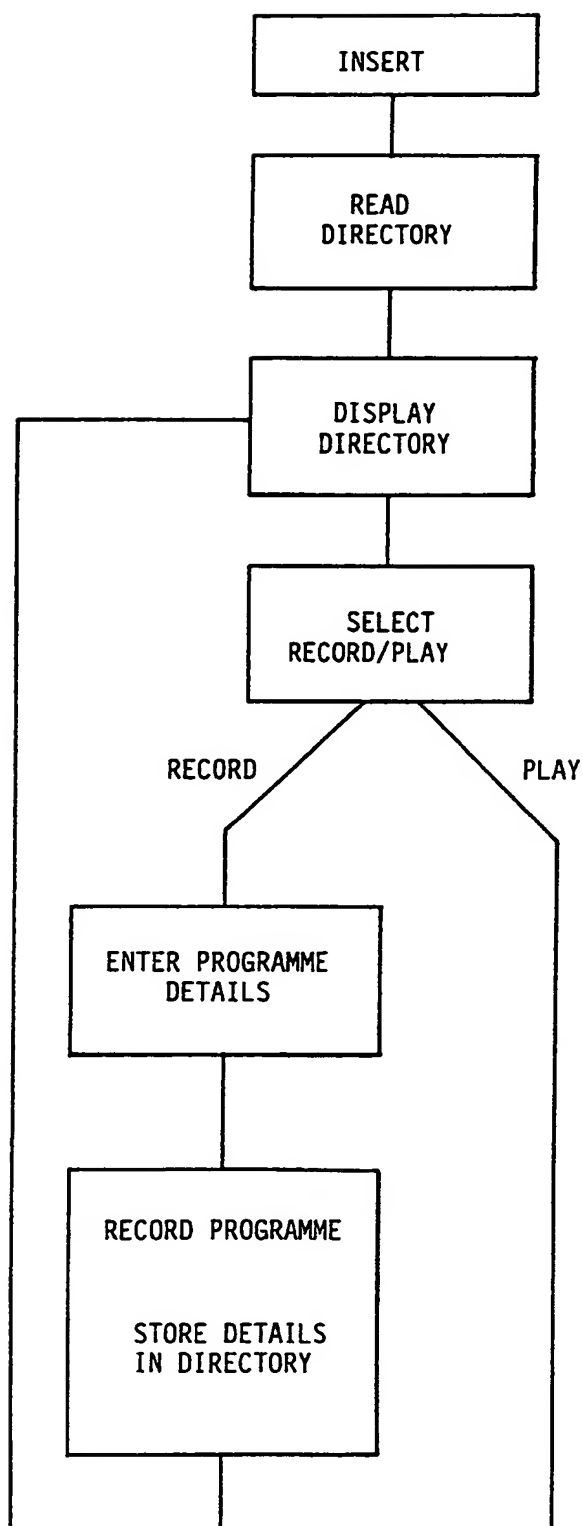 INSERT
READ
DIRECTORY
DISPLAY
DIRECTORY
SELECT
RECORD/PLAY
RECORD
PLAY
ENTER PROGRAMME
DETAILS
RECORD PROGRAMME
STORE DETAILS
IN DIRECTORY